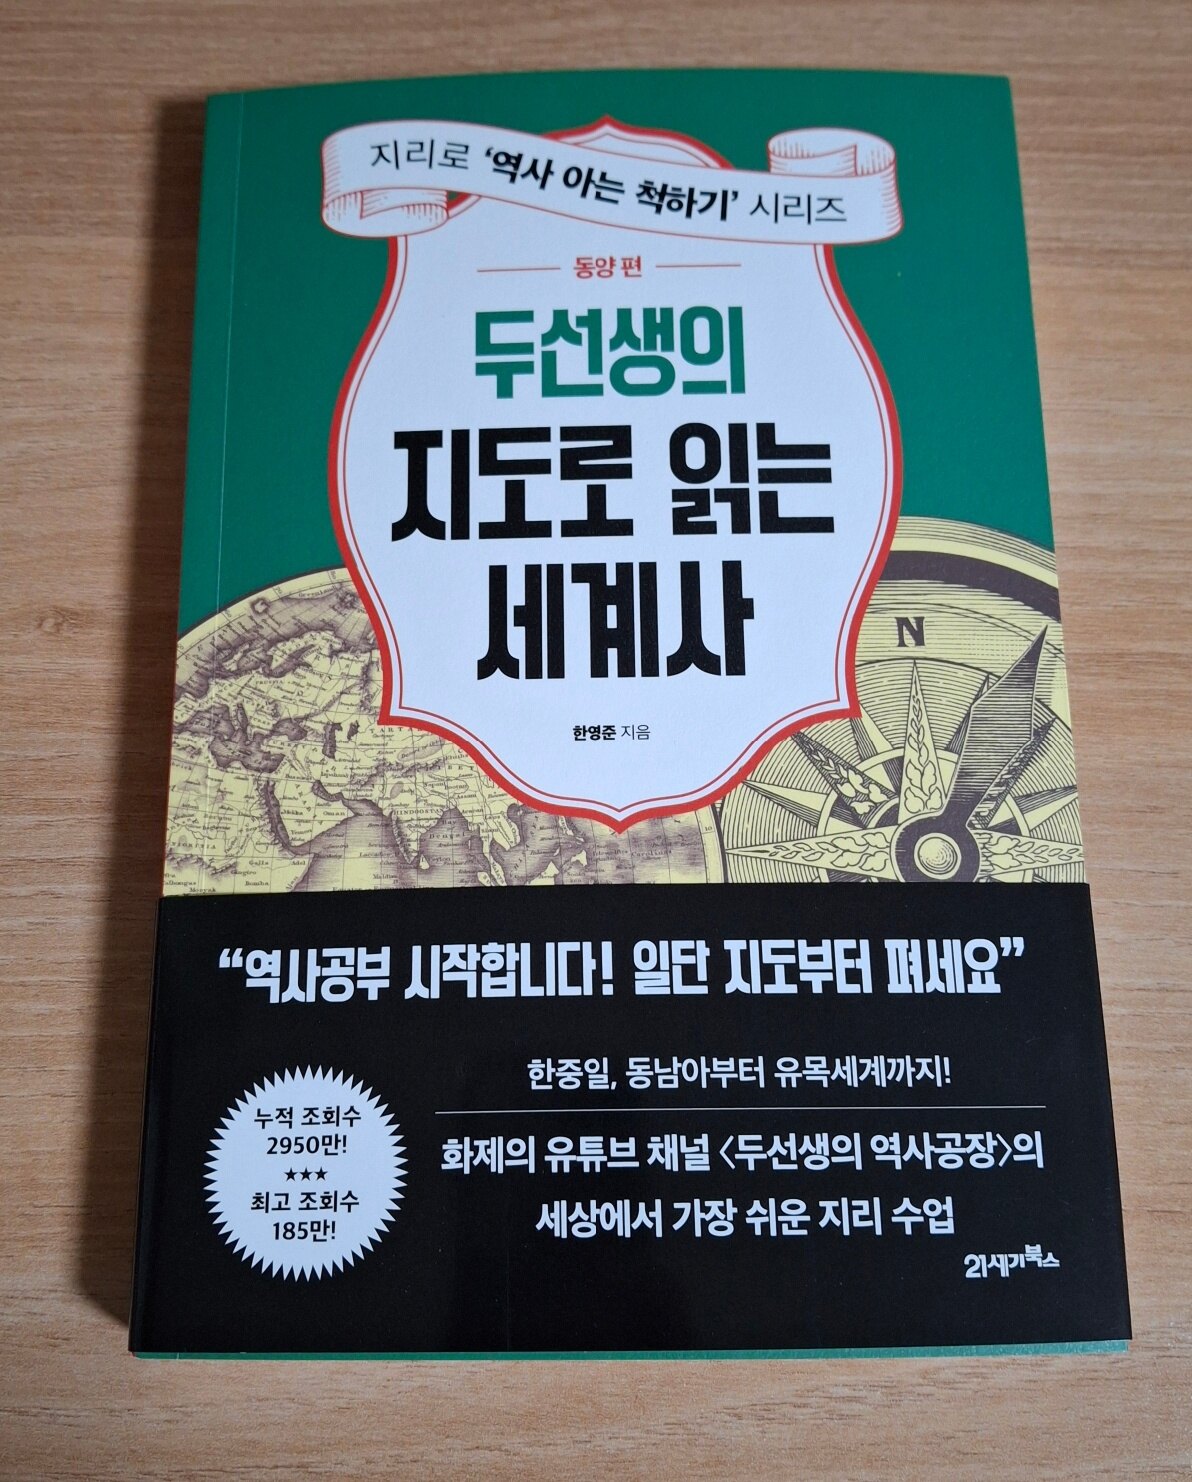 지리로 '역사 아는 척하기' 시리즈
동양 편
두선생의
지도로 읽는
세계사
한영준 지음
N
"역사공부 시작합니다! 일단 지도부터 펴세요"
한중일, 동남아부터 유목세계까지!
화제의 유튜브 채널 〈두선생의 역사공장〉의
세상에서 가장 쉬운 지리 수업
누적 조회수
2950만!
★★★
최고 조회수
185만!
21세기북스